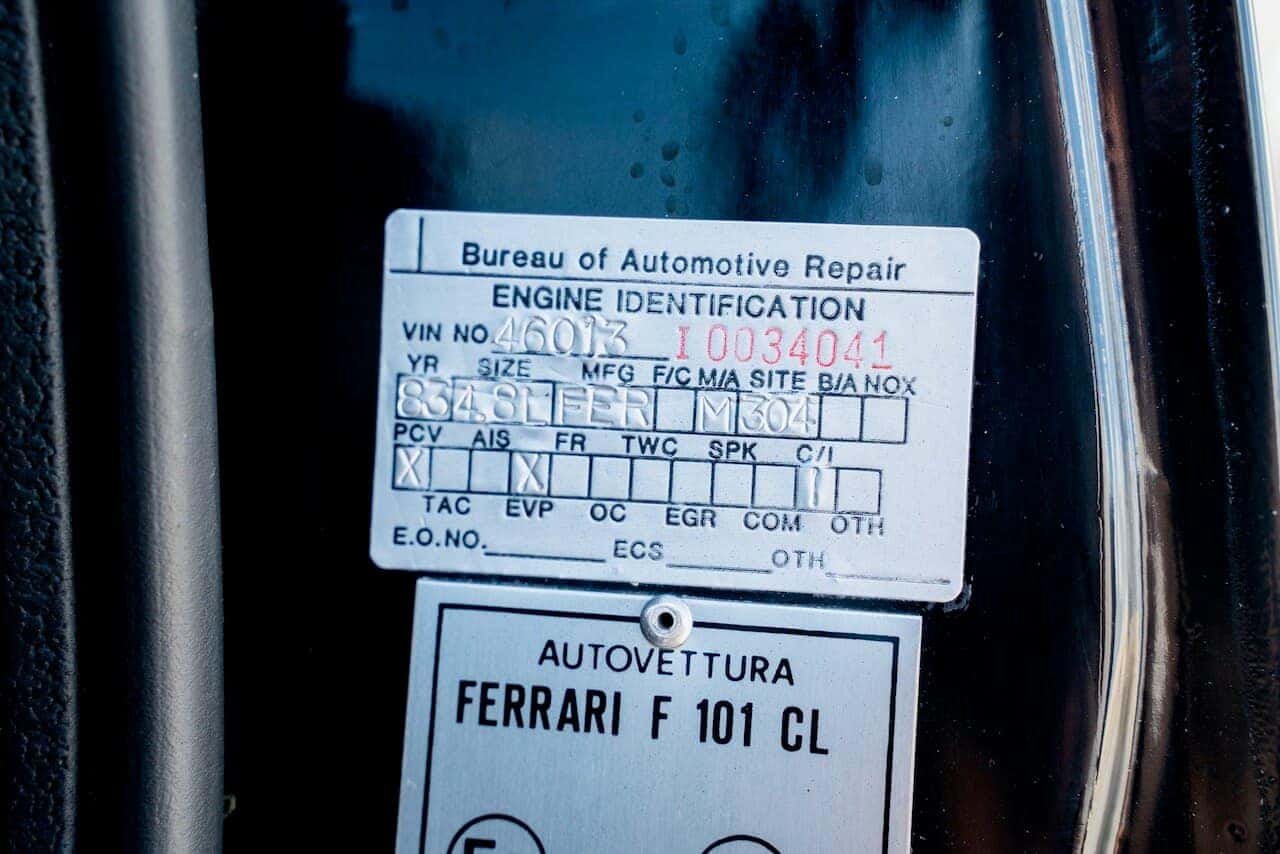 Bureau of Automotive Repair
ENGINE IDENTIFICATION
VIN NO. 46013 I 0034041
YR SIZE MFG F/C M/A SITE B/A NOX
83 4.8L FER M 304
PCV AIS FR TWC SPK C/I
X X I
TAC EVP OC EGR COM OTH
E.O.NO. ECS OTH
AUTOVETTURA
FERRARI F 101 CL